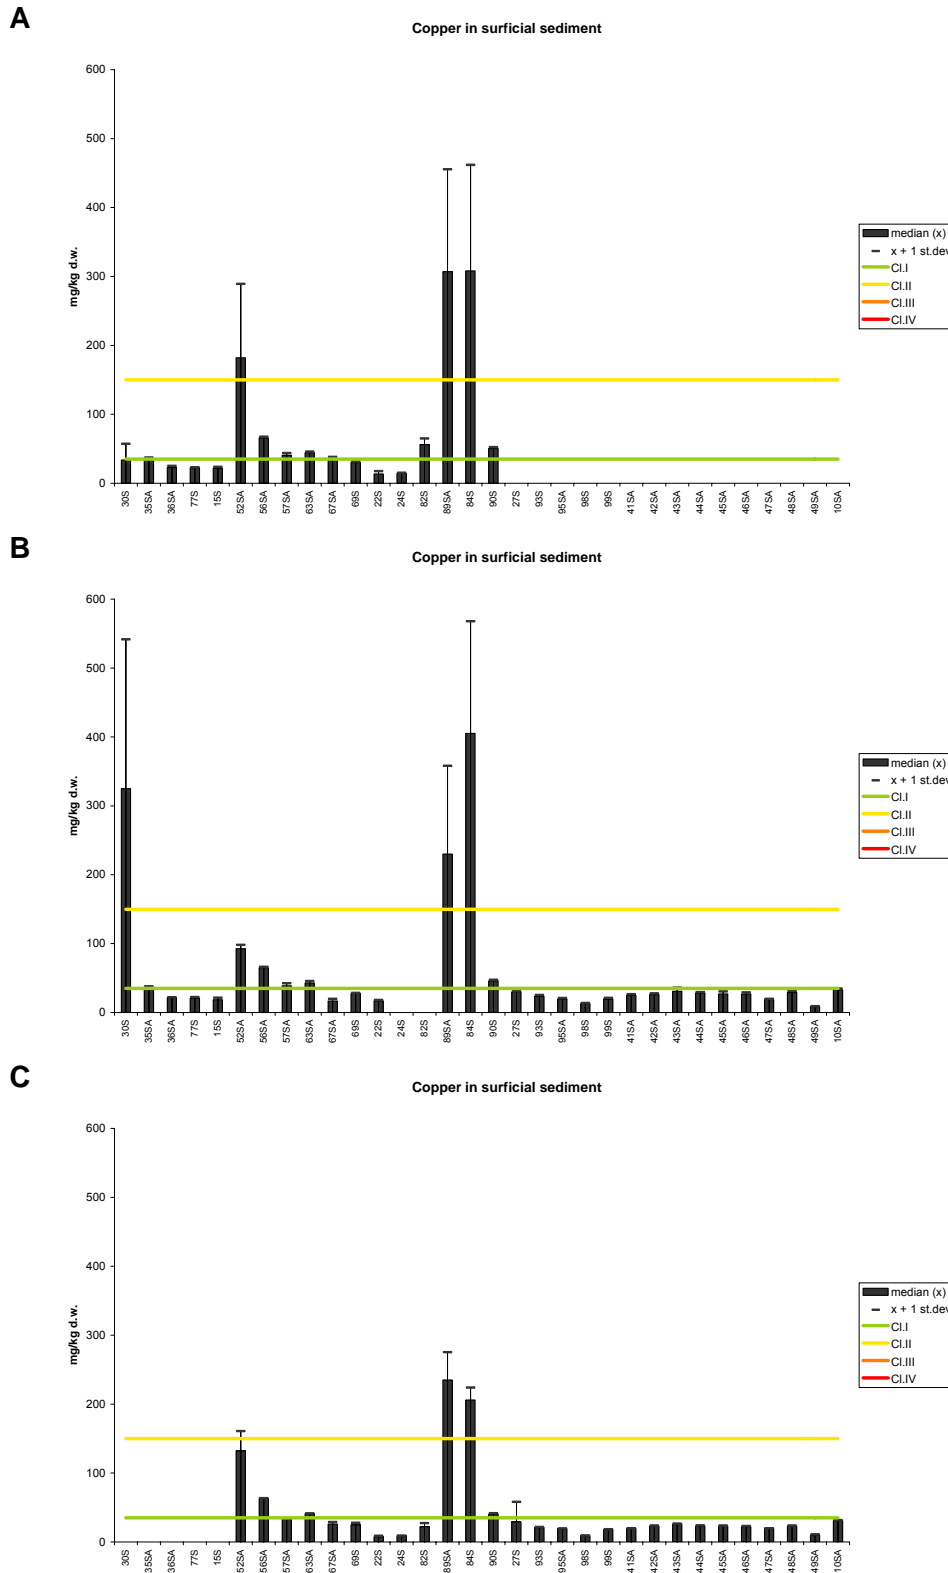 A
Copper in surficial sediment
600
500
400
300
200
100
0
mg/kg d.w.
30S
35SA
36SA
77S
15S
52SA
56SA
57SA
63SA
67SA
69S
22S
24S
82S
89SA
84S
90S
27S
93S
95SA
98S
99S
41SA
42SA
43SA
44SA
45SA
46SA
47SA
48SA
49SA
10SA
median (x)
x + 1 st.dev
Cl.I
Cl.II
Cl.III
Cl.IV
B
Copper in surficial sediment
600
500
400
300
200
100
0
mg/kg d.w.
30S
35SA
36SA
77S
15S
52SA
56SA
57SA
63SA
67SA
69S
22S
24S
82S
89SA
84S
90S
27S
93S
95SA
98S
99S
41SA
42SA
43SA
44SA
45SA
46SA
47SA
48SA
49SA
10SA
median (x)
x + 1 st.dev
Cl.I
Cl.II
Cl.III
Cl.IV
C
Copper in surficial sediment
600
500
400
300
200
100
0
mg/kg d.w.
30S
35SA
36SA
77S
15S
52SA
56SA
57SA
63SA
67SA
69S
22S
24S
82S
89SA
84S
90S
27S
93S
95SA
98S
99S
41SA
42SA
43SA
44SA
45SA
46SA
47SA
48SA
49SA
10SA
median (x)
x + 1 st.dev
Cl.I
Cl.II
Cl.III
Cl.IV